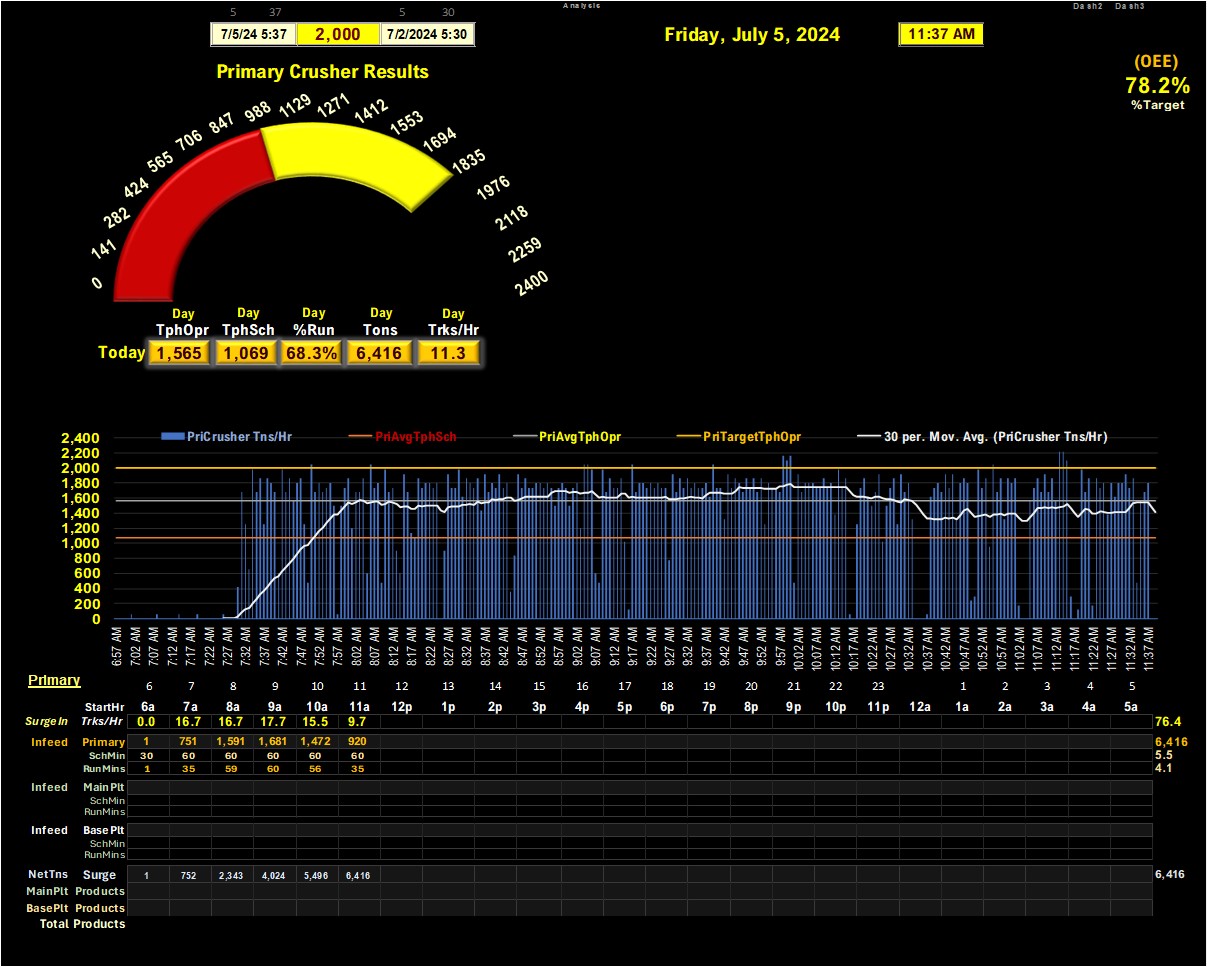 Analysis Dash2 Dash3
5 37 5 30
7/5/24 5:37 2,000 7/2/2024 5:30
Friday, July 5, 2024
11:37 AM
(OEE)
78.2%
%Target
Primary Crusher Results
0 141 282 424 565 706 847 988 1129 1271 1412 1553 1694 1835 1976 2118 2259 2400
Day Day Day Day Day
TphOpr TphSch %Run Tons Trks/Hr
Today 1,565 1,069 68.3% 6,416 11.3
PriCrusher Tns/Hr PriAvgTphSch PriAvgTphOpr PriTargetTphOpr 30 per. Mov. Avg. (PriCrusher Tns/Hr)
2,400
2,200
2,000
1,800
1,600
1,400
1,200
1,000
800
600
400
200
0
6:57 AM 7:02 AM 7:07 AM 7:12 AM 7:17 AM 7:22 AM 7:27 AM 7:32 AM 7:37 AM 7:42 AM 7:47 AM 7:52 AM 7:57 AM 8:02 AM 8:07 AM 8:12 AM 8:17 AM 8:22 AM 8:27 AM 8:32 AM 8:37 AM 8:42 AM 8:47 AM 8:52 AM 8:57 AM 9:02 AM 9:07 AM 9:12 AM 9:17 AM 9:22 AM 9:27 AM 9:32 AM 9:37 AM 9:42 AM 9:47 AM 9:52 AM 9:57 AM 10:02 AM 10:07 AM 10:12 AM 10:17 AM 10:22 AM 10:27 AM 10:32 AM 10:37 AM 10:42 AM 10:47 AM 10:52 AM 10:57 AM 11:02 AM 11:07 AM 11:12 AM 11:17 AM 11:22 AM 11:27 AM 11:32 AM 11:37 AM
Primary
6 7 8 9 10 11 12 13 14 15 16 17 18 19 20 21 22 23 1 2 3 4 5
StartHr 6a 7a 8a 9a 10a 11a 12p 1p 2p 3p 4p 5p 6p 7p 8p 9p 10p 11p 12a 1a 2a 3a 4a 5a
SurgeIn Trks/Hr 0.0 16.7 16.7 17.7 15.5 9.7 76.4
Infeed Primary 1 751 1,591 1,681 1,472 920 6,416
SchMin 30 60 60 60 60 60 5.5
RunMins 1 35 59 60 56 35 4.1
Infeed MainPlt
SchMin
RunMins
Infeed BasePlt
SchMin
RunMins
NetTns Surge 1 752 2,343 4,024 5,496 6,416 6,416
MainPlt Products
BasePlt Products
Total Products